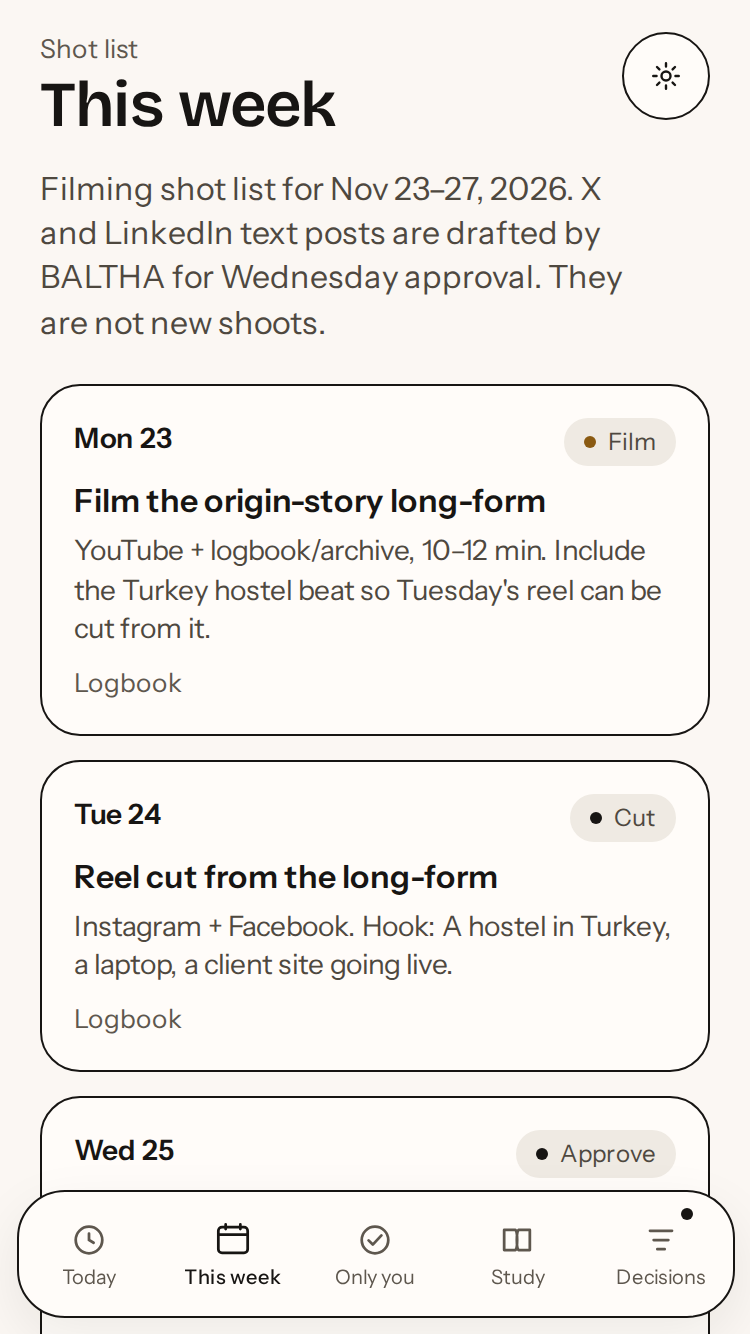 Shot list
This week
Filming shot list for Nov 23–27, 2026. X
and LinkedIn text posts are drafted by
BALTHA for Wednesday approval. They
are not new shoots.
Mon 23
Film
Film the origin-story long-form
YouTube + logbook/archive, 10–12 min. Include
the Turkey hostel beat so Tuesday's reel can be
cut from it.
Logbook
Tue 24
Cut
Reel cut from the long-form
Instagram + Facebook. Hook: A hostel in Turkey,
a laptop, a client site going live.
Logbook
Wed 25
Approve
Today
This week
Only you
Study
Decisions